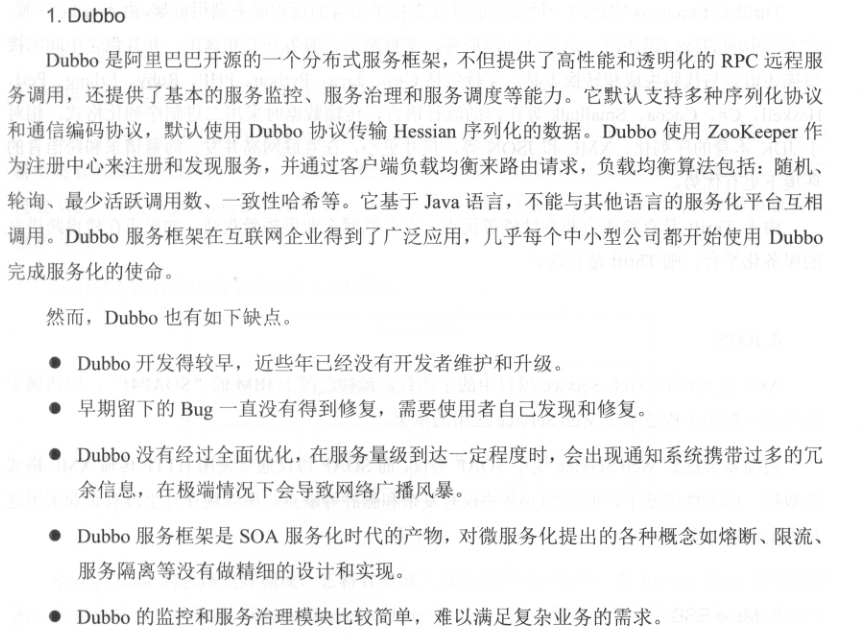 1. Dubbo
Dubbo 是阿里巴巴开源的一个分布式服务框架，不但提供了高性能和透明化的 RPC 远程服
务调用，还提供了基本的服务监控、服务治理和服务调度等能力。它默认支持多种序列化协议
和通信编码协议，默认使用 Dubbo 协议传输 Hessian 序列化的数据。Dubbo 使用 ZooKeeper 作
为注册中心来注册和发现服务，并通过客户端负载均衡来路由请求，负载均衡算法包括：随机、
轮询、最少活跃调用数、一致性哈希等。它基于 Java 语言，不能与其他语言的服务化平台互相
调用。Dubbo 服务框架在互联网企业得到了广泛应用，几乎每个中小型公司都开始使用 Dubbo
完成服务化的使命。
然而，Dubbo 也有如下缺点。
● Dubbo 开发得较早，近些年已经没有开发者维护和升级。
● 早期留下的 Bug 一直没有得到修复，需要使用者自己发现和修复。
● Dubbo 没有经过全面优化，在服务量级到达一定程度时，会出现通知系统携带过多的冗
余信息，在极端情况下会导致网络广播风暴。
● Dubbo 服务框架是 SOA 服务化时代的产物，对微服务化提出的各种概念如熔断、限流、
服务隔离等没有做精细的设计和实现。
● Dubbo 的监控和服务治理模块比较简单，难以满足复杂业务的需求。